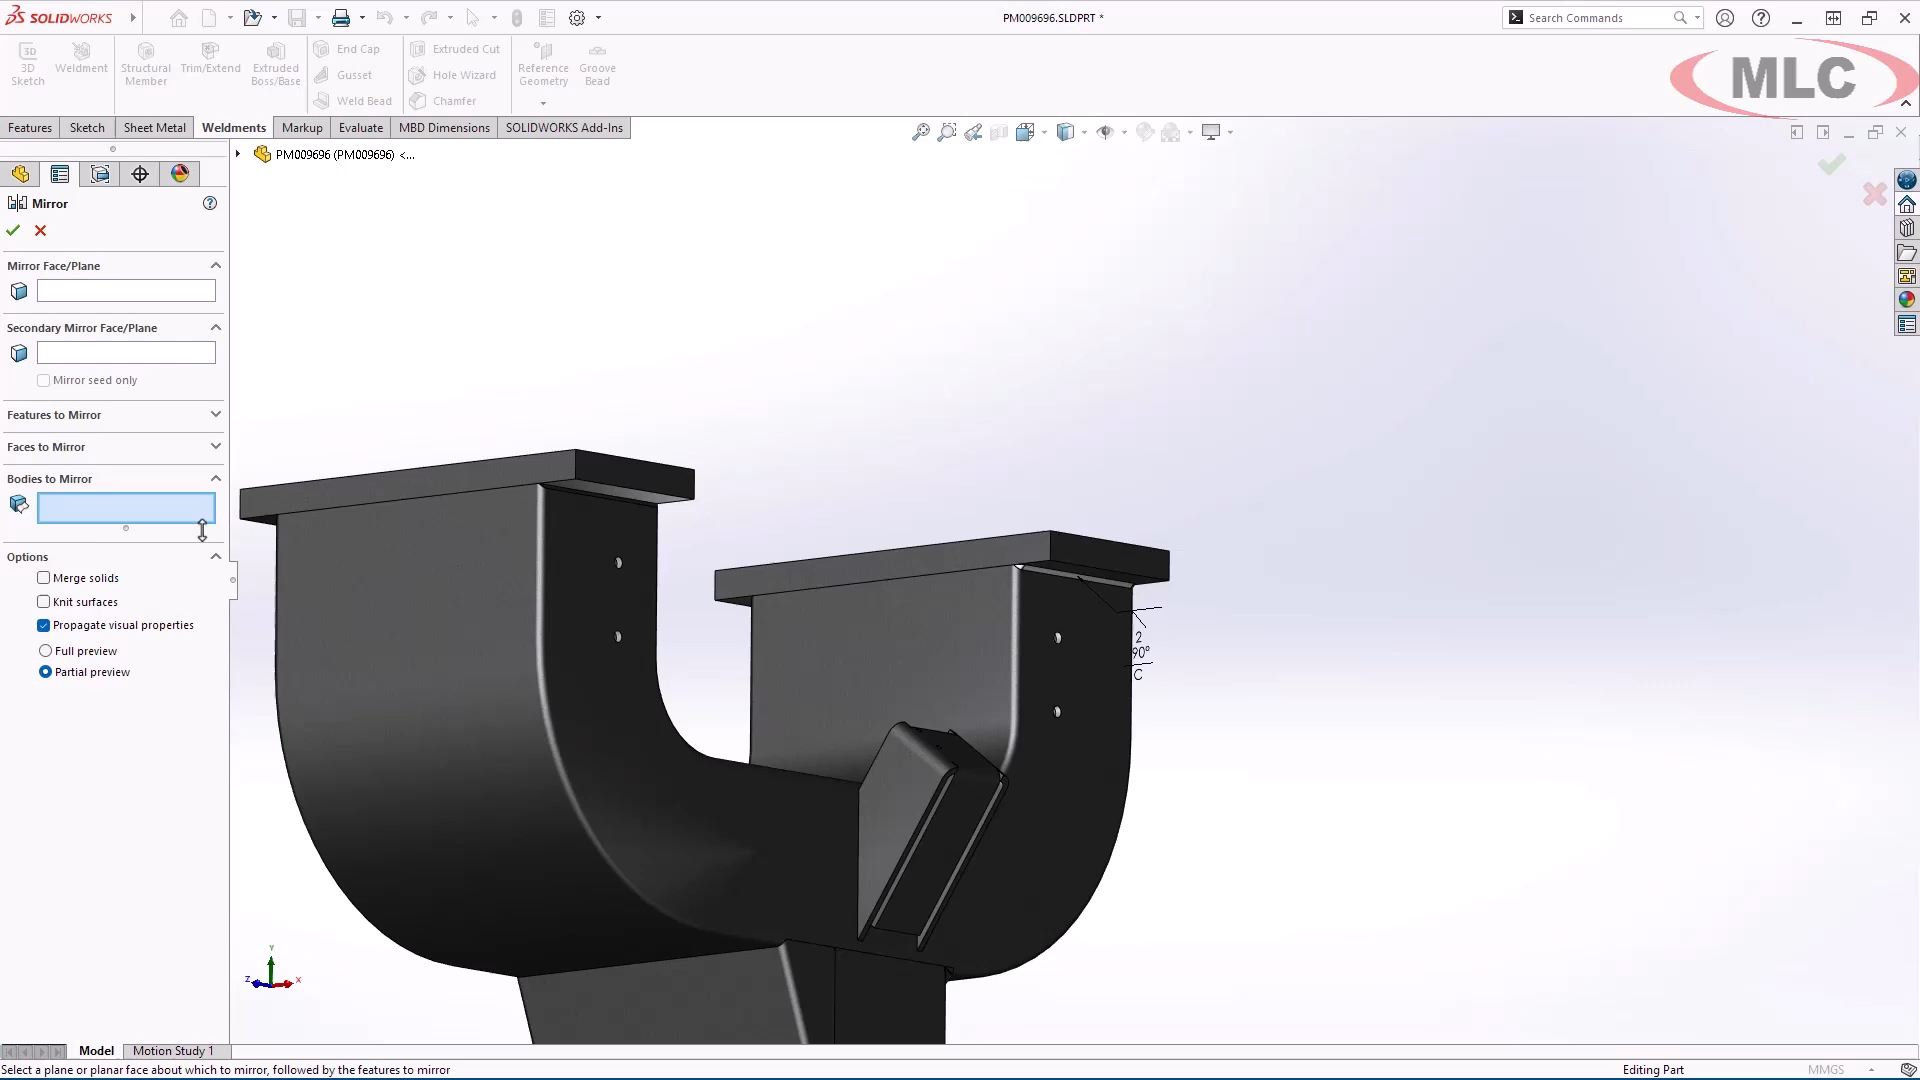 SOLIDWORKS
PM009696.SLDPRT *
Search Commands
3D
3D Sketch
Weldment
Structural Member
Trim/Extend
Extruded Boss/Base
End Cap
Gusset
Weld Bead
Extruded Cut
Hole Wizard
Chamfer
Reference Geometry
Groove Bead
MLC
Features
Sketch
Sheet Metal
Weldments
Markup
Evaluate
MBD Dimensions
SOLIDWORKS Add-Ins
PM009696 (PM009696) <...
Mirror
Mirror Face/Plane
Secondary Mirror Face/Plane
Mirror seed only
Features to Mirror
Faces to Mirror
Bodies to Mirror
Options
Merge solids
Knit surfaces
Propagate visual properties
Full preview
Partial preview
2
90°
C
Y
Z
X
Model
Motion Study 1
Select a plane or planar face about which to mirror, followed by the features to mirror
Editing Part
MMGS